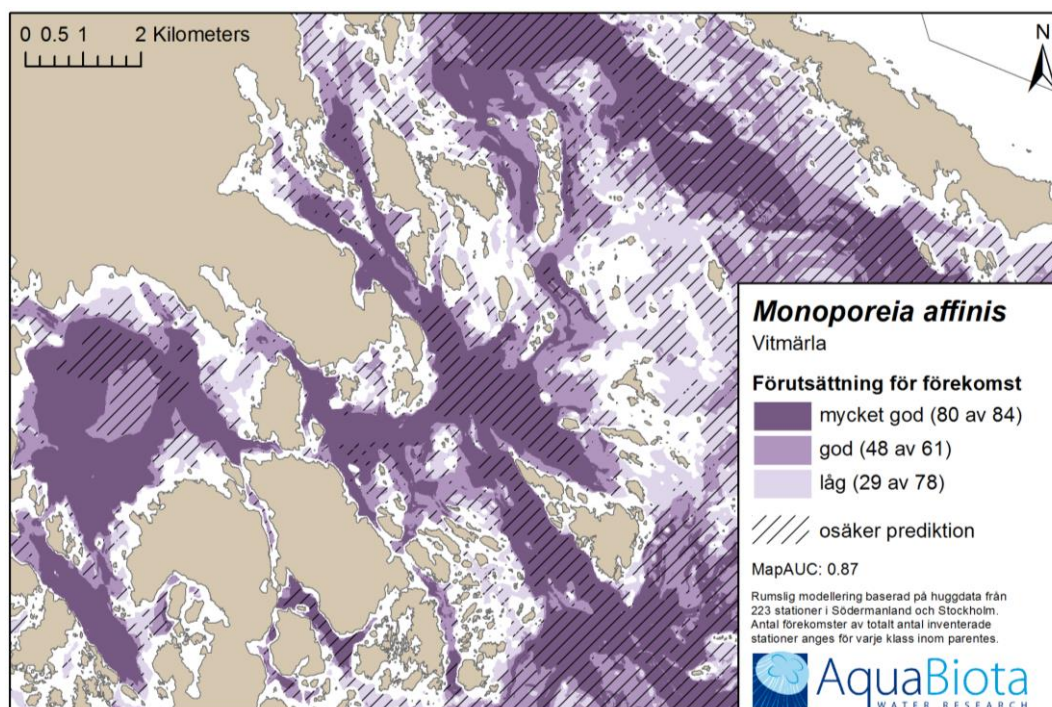 0 0.5 1 2 Kilometers
N
Monoporeia affinis
Vitmärla
Förutsättning för förekomst
mycket god (80 av 84)
god (48 av 61)
låg (29 av 78)
osäker prediktion
MapAUC: 0.87
Rumslig modellering baserad på huggdata från
223 stationer i Södermanland och Stockholm.
Antal förekomster av totalt antal inventerade
stationer anges för varje klass inom parentes.
AquaBiota
WATER RESEARCH